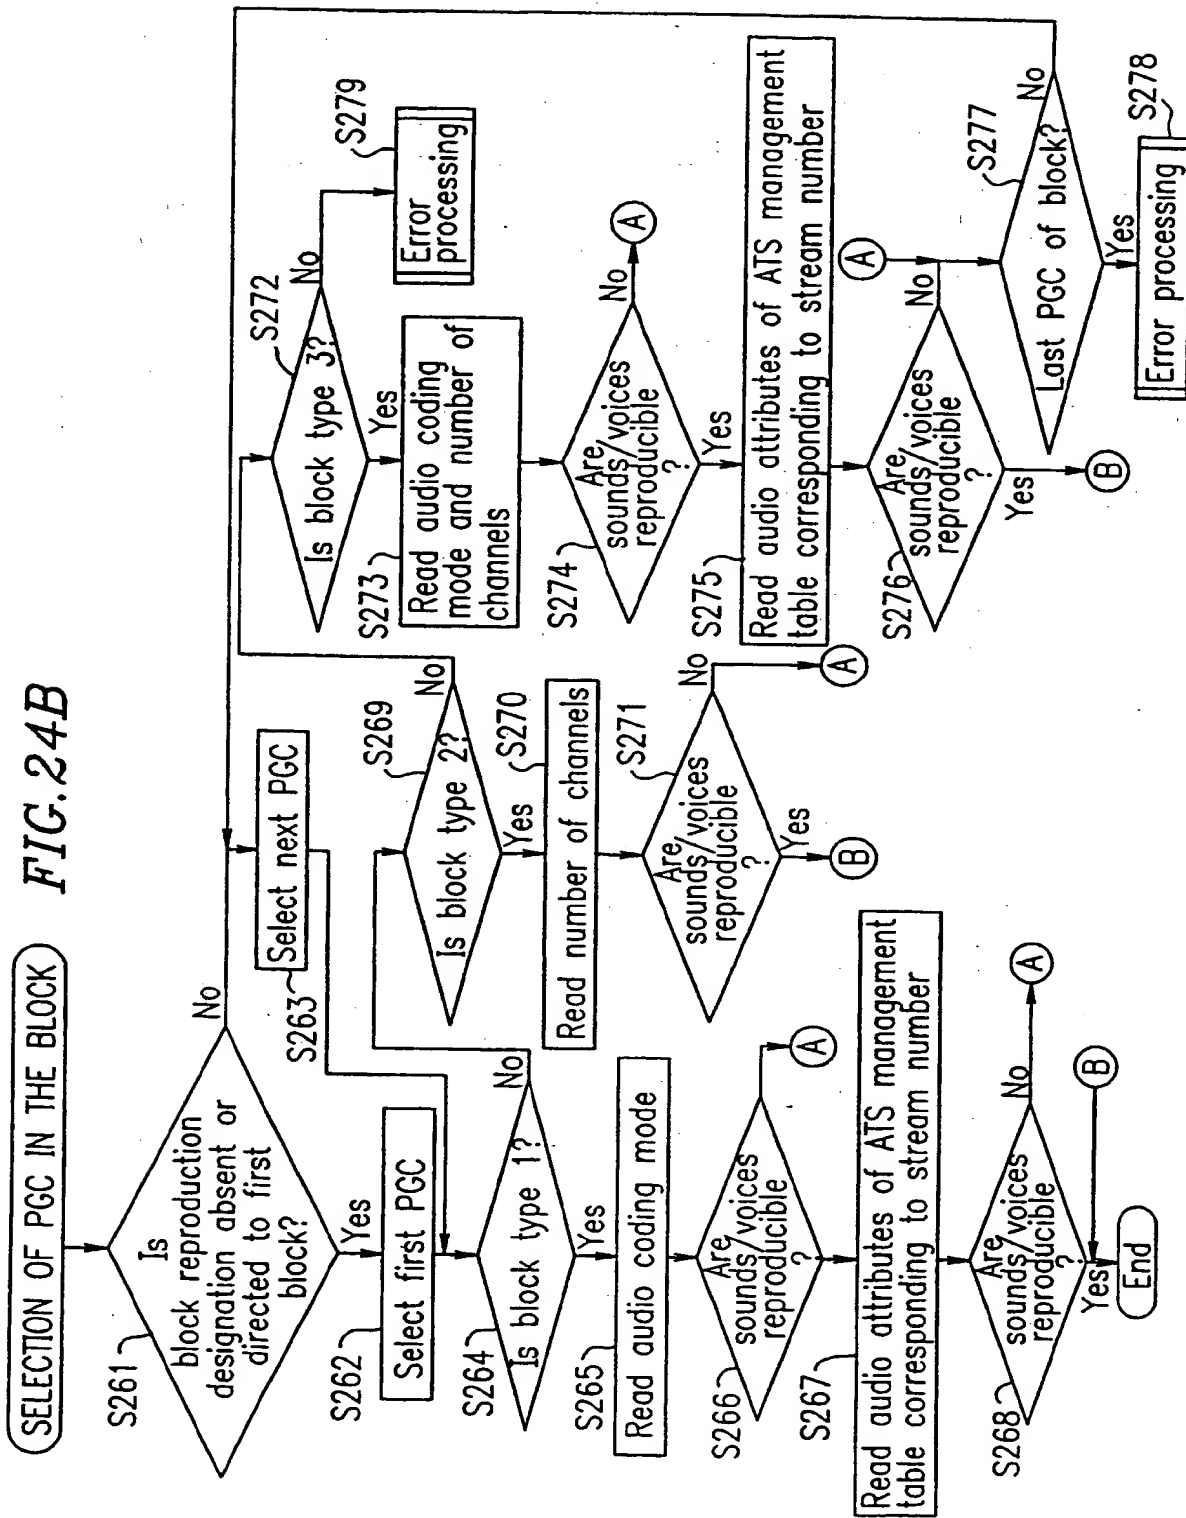 FIG.24B
SELECTION OF PGC IN THE BLOCK
S261
Is
block reproduction
designation absent or
directed to first
block?
No
Yes
S262
Select first PGC
S263
Select next PGC
S264
Is block type 1?
No
Yes
S265
Read audio coding mode
S266
Are
sounds/voices
reproducible
?
A
S267
Read audio attributes of ATS management
table corresponding to stream number
S268
Are
sounds/voices
reproducible
?
No
A
Yes
B
End
S269
Is block type 2?
No
Yes
S270
Read number of channels
S271
Are
sounds/voices
reproducible
?
No
A
Yes
B
S272
Is block type 3?
No
S279
Error
processing
Yes
S273
Read audio coding
mode and number of
channels
S274
Are
sounds/voices
reproducible
?
No
A
Yes
S275
Read audio attributes of ATS management
table corresponding to stream number
S276
Are
sounds/voices
reproducible
?
No
A
Yes
B
S277
Last PGC of block?
No
Yes
S278
Error processing